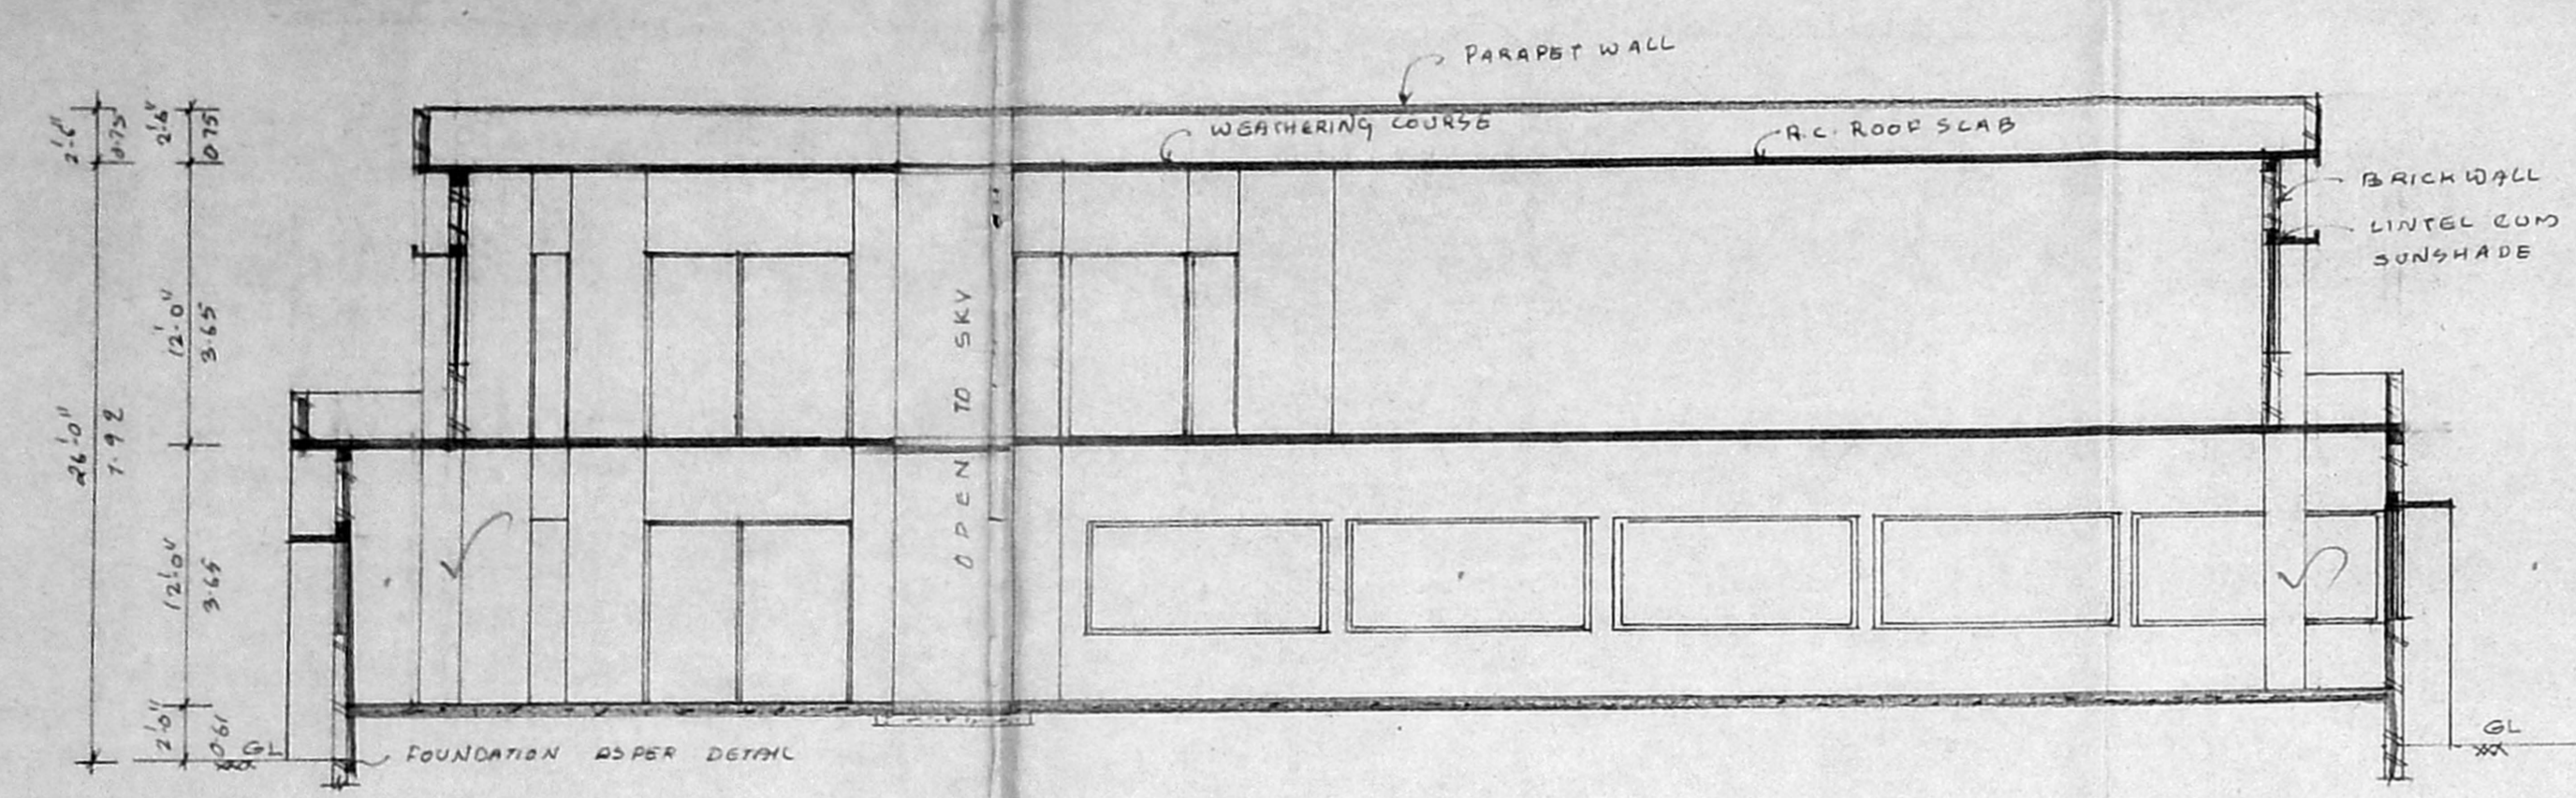 PARAPET WALL
WEATHERING COURSE
R.C. ROOF SLAB
BRICK WALL
LINTEL CUM
SUNSHADE
2'-6"
0.75
2'-6"
0.75
12'-0"
3.65
26'-0"
7.92
12'-0"
3.65
2'-0"
0.61
OPEN TO SKY
GL
FOUNDATION AS PER DETAIL
GL